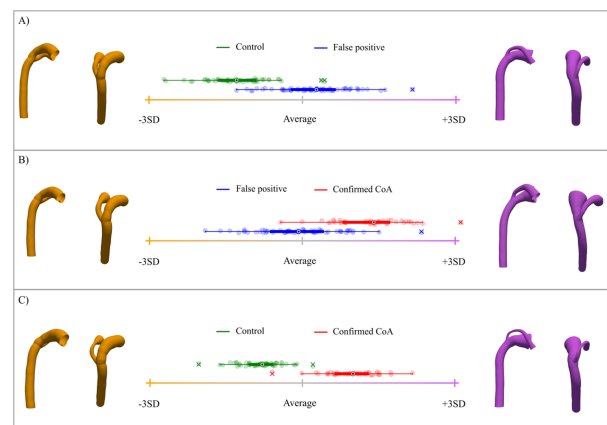 A)
Control
False positive
-3SD
Average
+3SD
B)
False positive
Confirmed CoA
-3SD
Average
+3SD
C)
Control
Confirmed CoA
-3SD
Average
+3SD